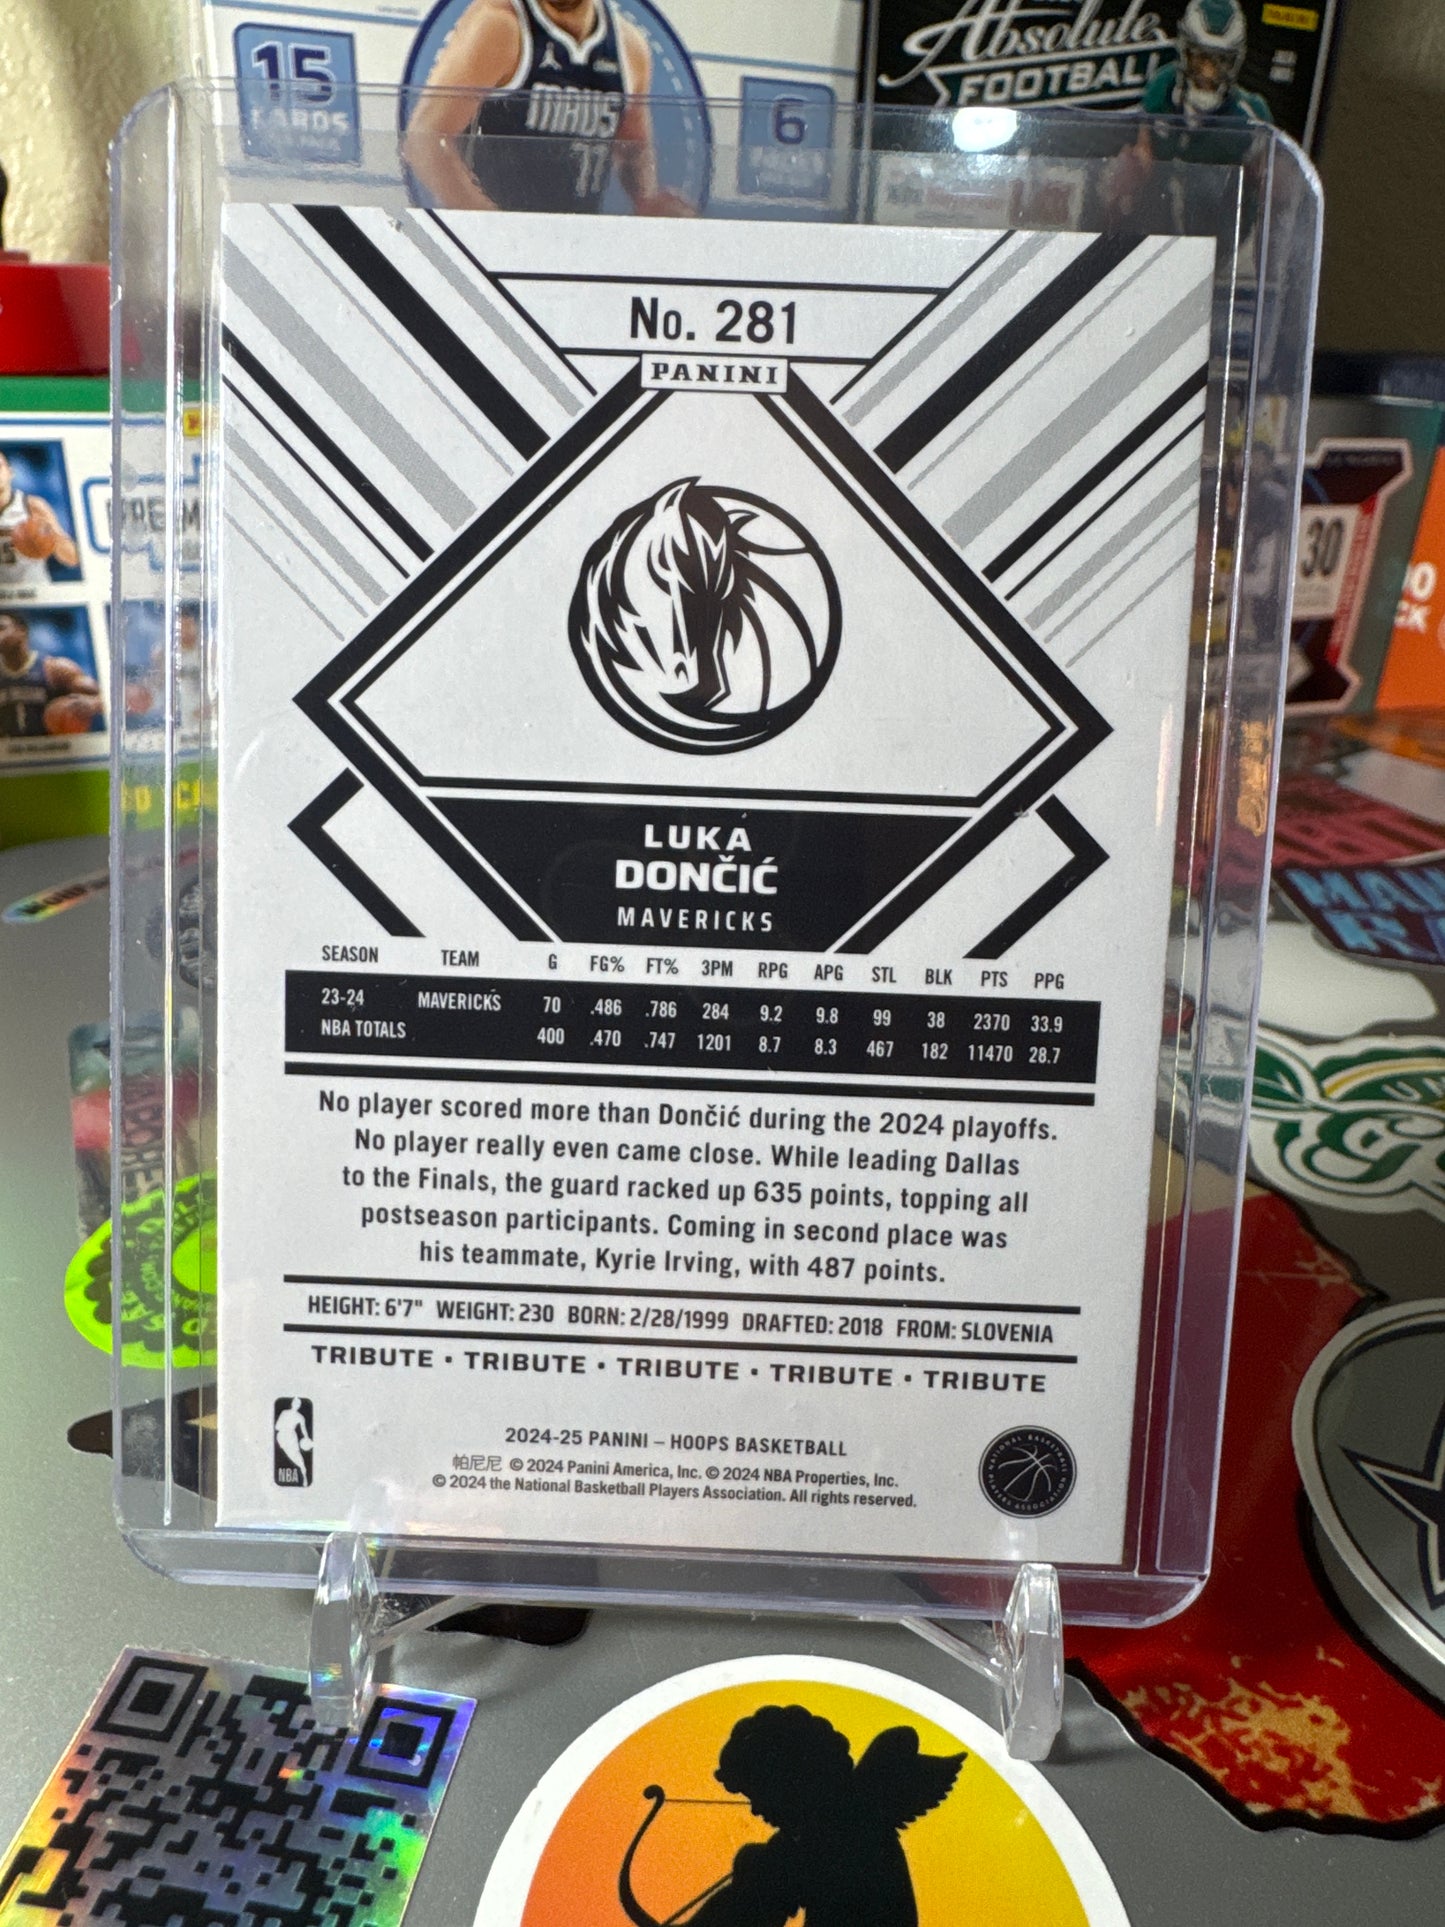 15
CARDS
MAVS
77
6
Absolute
FOOTBALL
PANINI
30
No. 281
PANINI
LUKA
DONČIĆ
MAVERICKS
SEASON TEAM G FG% FT% 3PM RPG APG STL BLK PTS PPG
23-24 MAVERICKS 70 .486 .786 284 9.2 9.8 99 38 2370 33.9
NBA TOTALS 400 .470 .747 1201 8.7 8.3 467 182 11470 28.7
No player scored more than Dončić during the 2024 playoffs.
No player really even came close. While leading Dallas
to the Finals, the guard racked up 635 points, topping all
postseason participants. Coming in second place was
his teammate, Kyrie Irving, with 487 points.
HEIGHT: 6'7" WEIGHT: 230 BORN: 2/28/1999 DRAFTED: 2018 FROM: SLOVENIA
TRIBUTE • TRIBUTE • TRIBUTE • TRIBUTE • TRIBUTE
NBA
2024-25 PANINI – HOOPS BASKETBALL
帕尼尼 © 2024 Panini America, Inc. © 2024 NBA Properties, Inc.
© 2024 the National Basketball Players Association. All rights reserved.
NATIONAL BASKETBALL
PLAYERS ASSOCIATION